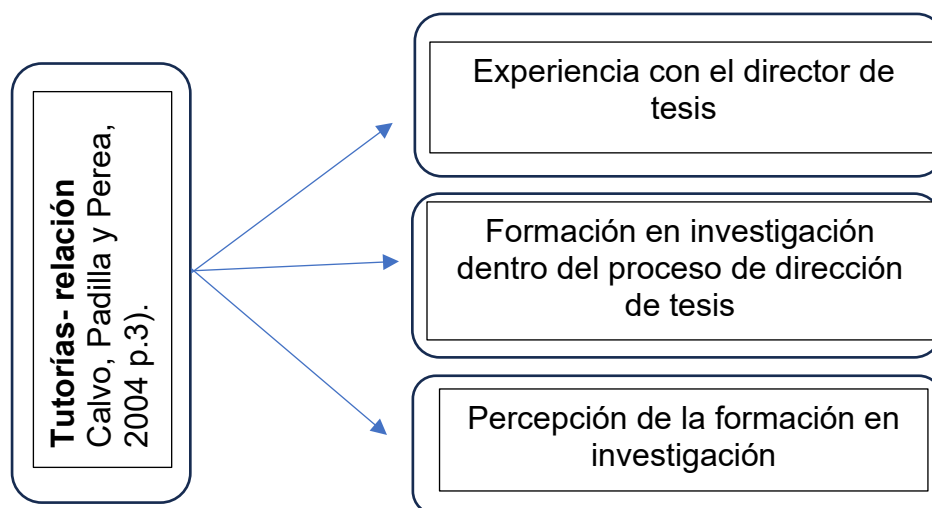 Tutorías- relación
Calvo, Padilla y Perea,
2004 p.3).
Experiencia con el director de
tesis
Formación en investigación
dentro del proceso de dirección
de tesis
Percepción de la formación en
investigación